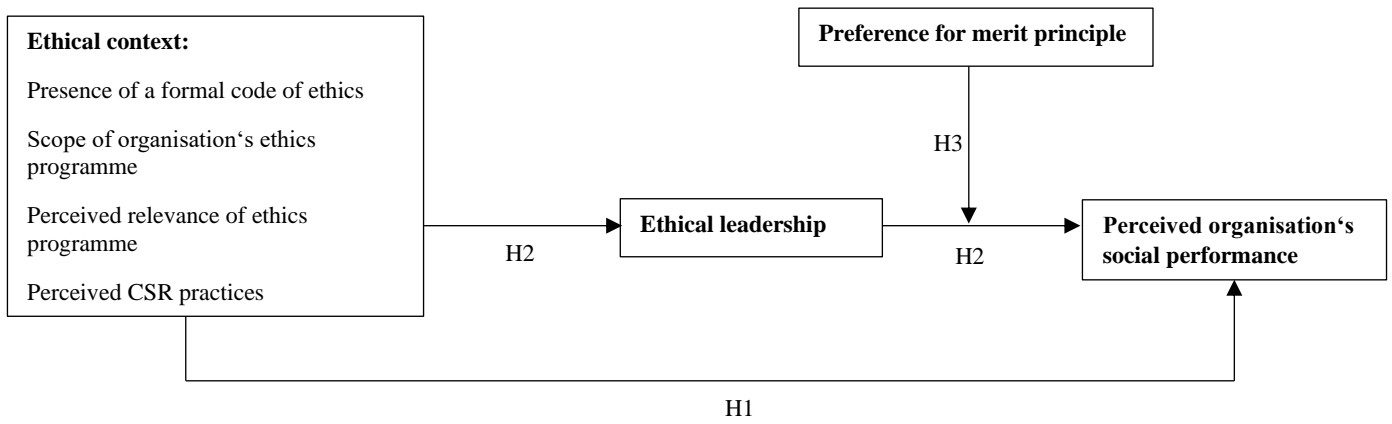 Ethical context:
Presence of a formal code of ethics
Scope of organisation‘s ethics
programme
Perceived relevance of ethics
programme
Perceived CSR practices
Preference for merit principle
H3
H2
Ethical leadership
H2
Perceived organisation‘s
social performance
H1